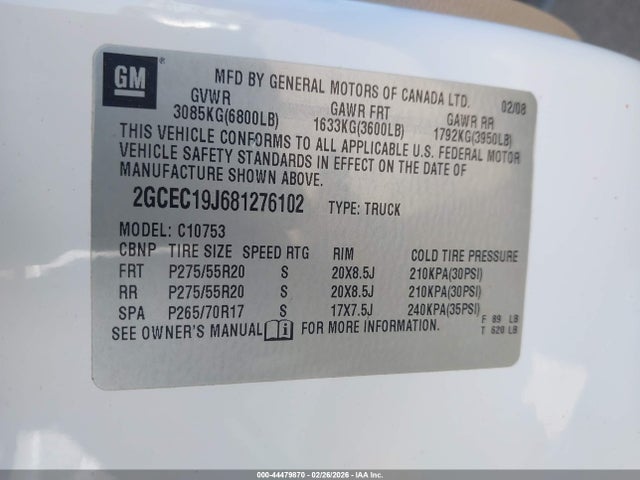 GM ®
MFD BY GENERAL MOTORS OF CANADA LTD. 02/08
GVWR GAWR FRT GAWR RR
3085KG(6800LB) 1633KG(3600LB) 1792KG(3950LB)
THIS VEHICLE CONFORMS TO ALL APPLICABLE U.S. FEDERAL MOTOR
VEHICLE SAFETY STANDARDS IN EFFECT ON THE DATE OF
MANUFACTURE SHOWN ABOVE.
2GCEC19J681276102 TYPE: TRUCK
MODEL: C10753
CBNP TIRE SIZE SPEED RTG RIM COLD TIRE PRESSURE
FRT P275/55R20 S 20X8.5J 210KPA(30PSI)
RR P275/55R20 S 20X8.5J 210KPA(30PSI)
SPA P265/70R17 S 17X7.5J 240KPA(35PSI)
F 89 LB
T 620 LB
SEE OWNER'S MANUAL i FOR MORE INFORMATION.
000-44479870 - 02/26/2026 - IAA Inc.